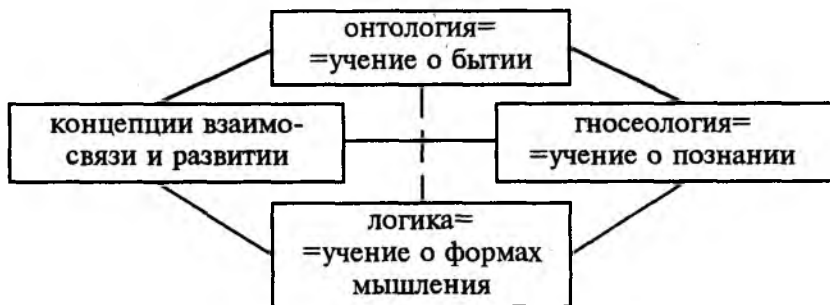 онтология=
=учение о бытии
концепции взаимо-
связи и развитии
гносеология=
=учение о познании
логика=
=учение о формах
мышления